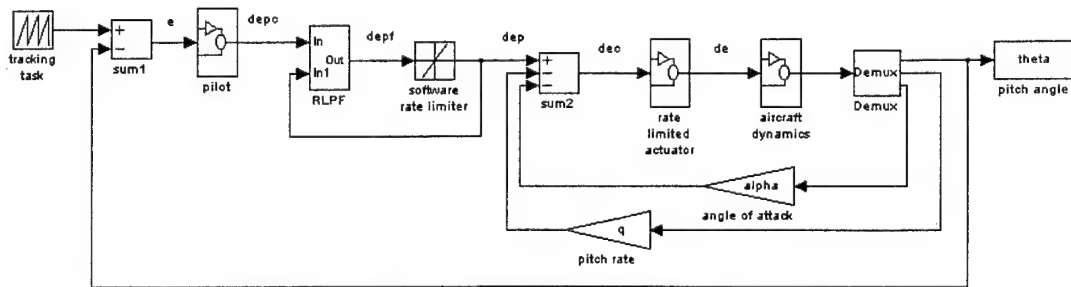 tracking
task
+
−
sum1
e
pilot
depc
In
In1
Out
RLPF
depf
software
rate limiter
dep
+
−
−
sum2
dec
rate
limited
actuator
de
aircraft
dynamics
Demux
Demux
theta
pitch angle
alpha
angle of attack
q
pitch rate